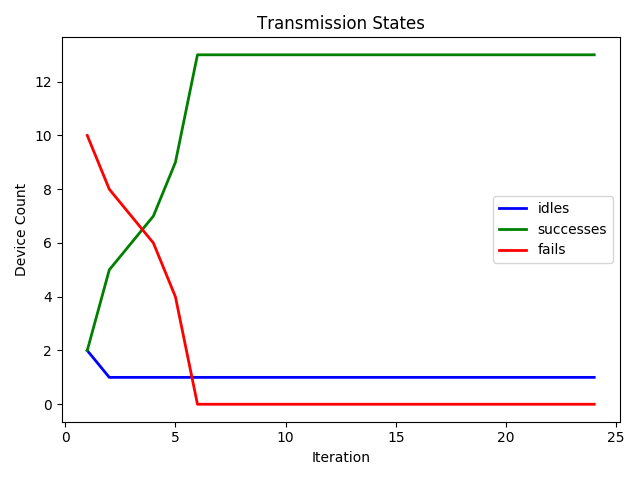 Transmission States
Device Count
12
10
8
6
4
2
0
idles
successes
fails
0 5 10 15 20 25
Iteration